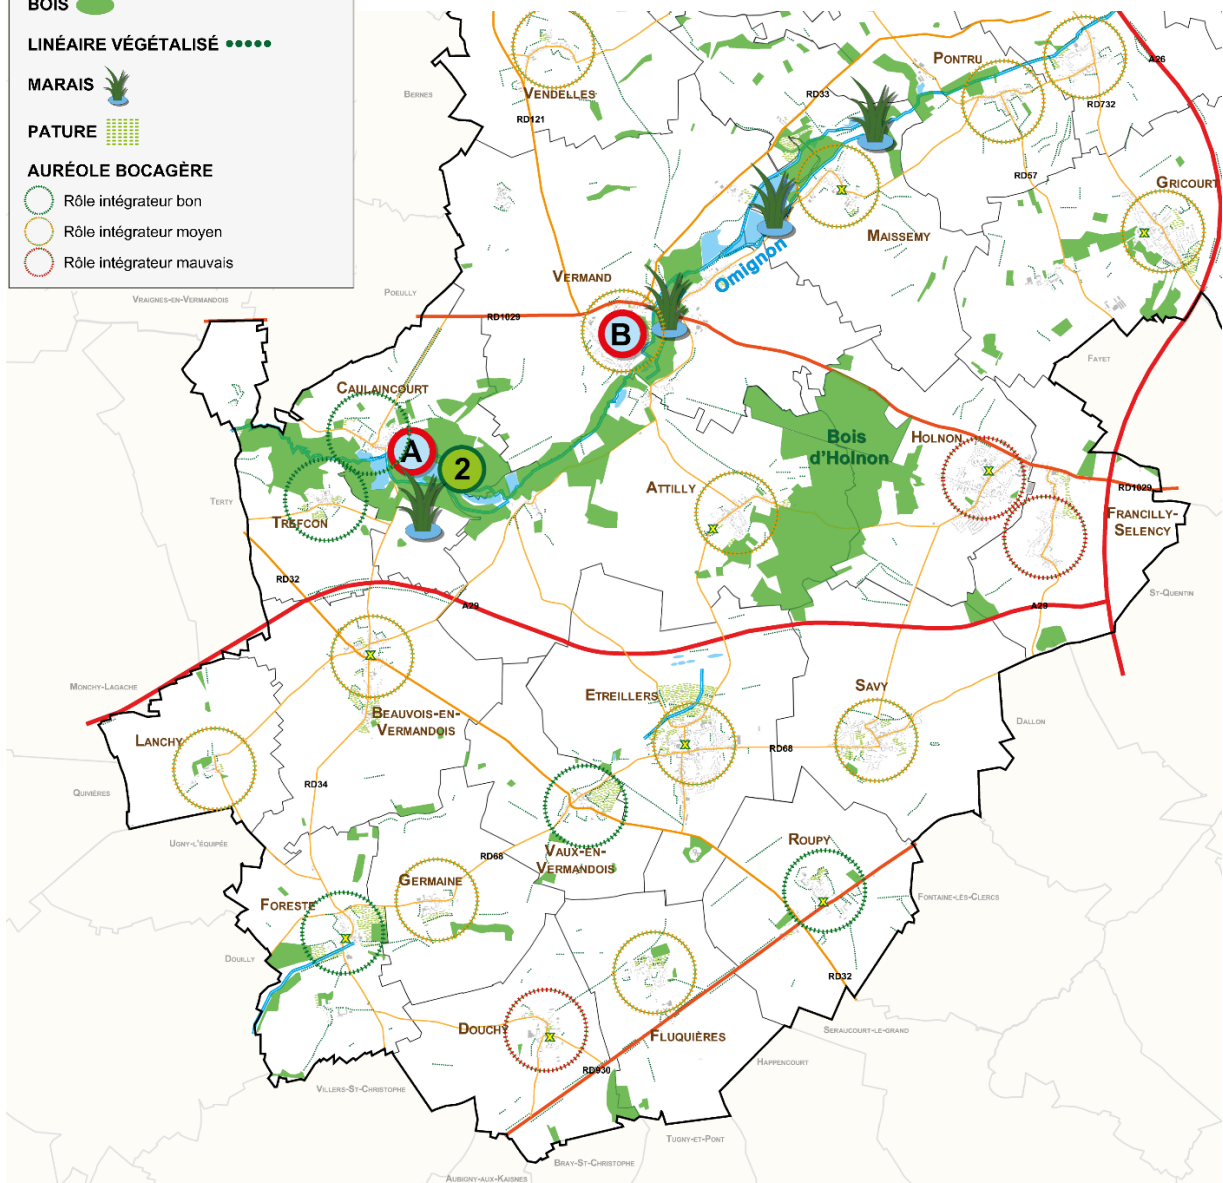 BOIS
LINÉAIRE VÉGÉTALISÉ
MARAIS
PATURE
AURÉOLE BOCAGÈRE
Rôle intégrateur bon
Rôle intégrateur moyen
Rôle intégrateur mauvais
VENDELLES
BERNES
RD121
RD33
PONTRU
A26
RD732
RD57
GRICOURT
MAISSEMY
Omignon
VERMAND
VRAIGNES-EN-VERMANDOIS
POEUILLY
RD1029
B
FAYET
CAULAINCOURT
A
2
Bois
d'Holnon
HOLNON
ATTILLY
TERTY
TREFCON
RD1029
FRANCILLY-
SELENCY
RD32
A29
A29
ST-QUENTIN
MONCHY-LAGACHE
ETREILLERS
SAVY
BEAUVOIS-EN-
VERMANDOIS
LANCHY
DALLON
RD68
QUIVIÈRES
RD34
UGNY-L'ÉQUIPÉE
RD68
VAUX-EN-
VERMANDOIS
ROUPY
GERMAINE
FORESTE
FONTAINE-LÈS-CLERCS
DOUILLY
RD32
DOUCHY
FLUQUIÈRES
SERAUCOURT-LE-GRAND
RD930
HAPPENCOURT
VILLERS-ST-CHRISTOPHE
TUGNY-ET-PONT
BRAY-ST-CHRISTOPHE
AUBIGNY-AUX-KAISNES